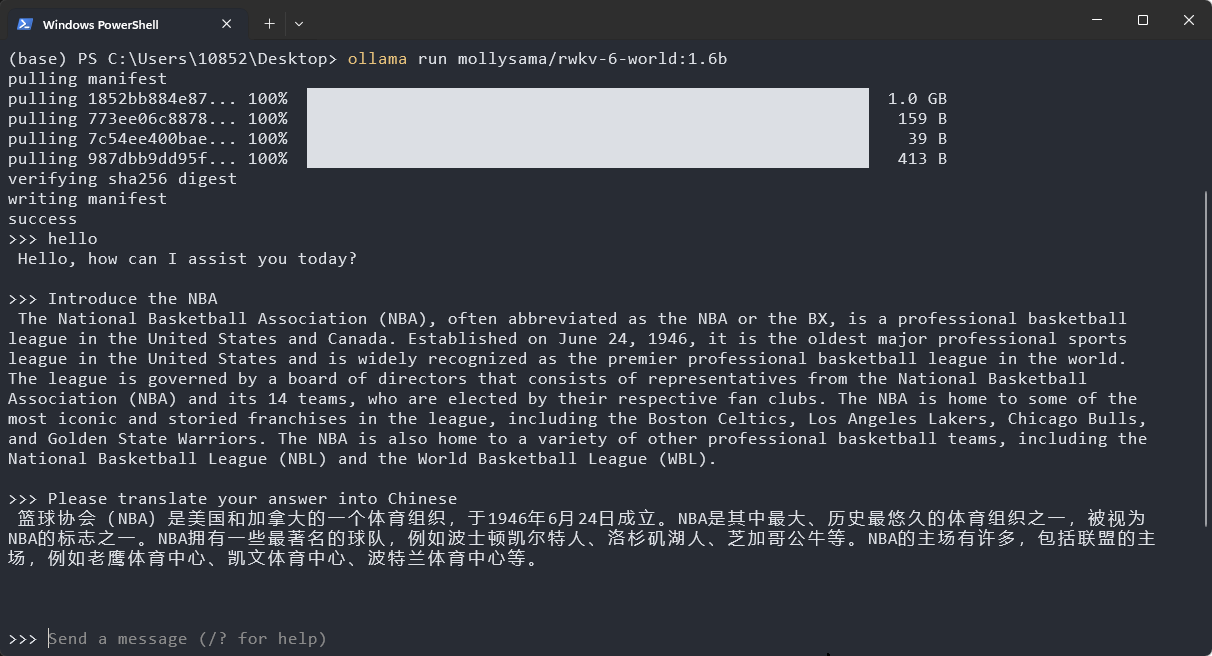 Windows PowerShell
(base) PS C:\Users\10852\Desktop> ollama run mollysama/rwkv-6-world:1.6b
pulling manifest
pulling 1852bb884e87... 100% 1.0 GB
pulling 773ee06c8878... 100% 159 B
pulling 7c54ee400bae... 100% 39 B
pulling 987dbb9dd95f... 100% 413 B
verifying sha256 digest
writing manifest
success
>>> hello
Hello, how can I assist you today?
>>> Introduce the NBA
The National Basketball Association (NBA), often abbreviated as the NBA or the BX, is a professional basketball
league in the United States and Canada. Established on June 24, 1946, it is the oldest major professional sports
league in the United States and is widely recognized as the premier professional basketball league in the world.
The league is governed by a board of directors that consists of representatives from the National Basketball
Association (NBA) and its 14 teams, who are elected by their respective fan clubs. The NBA is home to some of the
most iconic and storied franchises in the league, including the Boston Celtics, Los Angeles Lakers, Chicago Bulls,
and Golden State Warriors. The NBA is also home to a variety of other professional basketball teams, including the
National Basketball League (NBL) and the World Basketball League (WBL).
>>> Please translate your answer into Chinese
篮球协会（NBA）是美国和加拿大的一个体育组织，于1946年6月24日成立。NBA是其中最大、历史最悠久的体育组织之一，被视为
NBA的标志之一。NBA拥有一些最著名的球队，例如波士顿凯尔特人、洛杉矶湖人、芝加哥公牛等。NBA的主场有许多，包括联盟的主
场，例如老鹰体育中心、凯文体育中心、波特兰体育中心等。
>>> Send a message (/? for help)